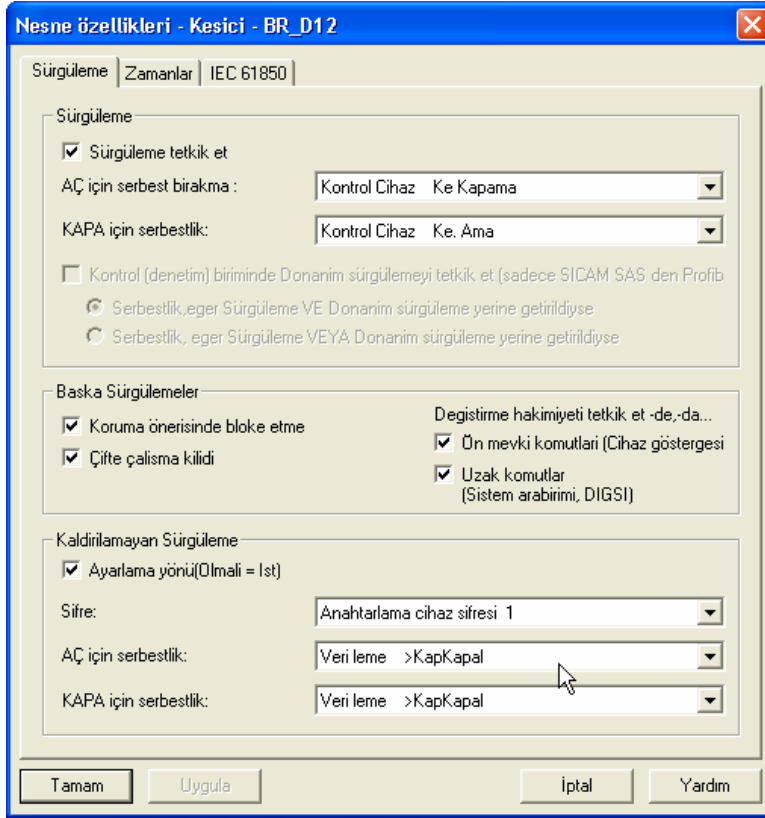 Nesne özellikleri - Kesici - BR_D12
Sürgüleme Zamanlar IEC 61850
Sürgüleme
Sürgüleme tetkik et
AÇ için serbest birakma : Kontrol Cihaz Ke Kapama
KAPA için serbestlik: Kontrol Cihaz Ke. Ama
Kontrol (denetim) biriminde Donanim sürgülemeyi tetkik et (sadece SICAM SAS den Profib
Serbestlik,eger Sürgüleme VE Donanim sürgüleme yerine getirildiyse
Serbestlik, eger Sürgüleme VEYA Donanim sürgüleme yerine getirildiyse
Baska Sürgülemeler
Koruma önerisinde bloke etme
Çifte çalisma kilidi
Degistirme hakimiyeti tetkik et -de,-da...
Ön mevki komutlari (Cihaz göstergesi
Uzak komutlar
(Sistem arabirimi, DIGSI)
Kaldirilamayan Sürgüleme
Ayarlama yönü(Olmali = Ist)
Sifre: Anahtarlama cihaz sifresi 1
AÇ için serbestlik: Veri leme >KapKapal
KAPA için serbestlik: Veri leme >KapKapal
Tamam Uygula İptal Yardım